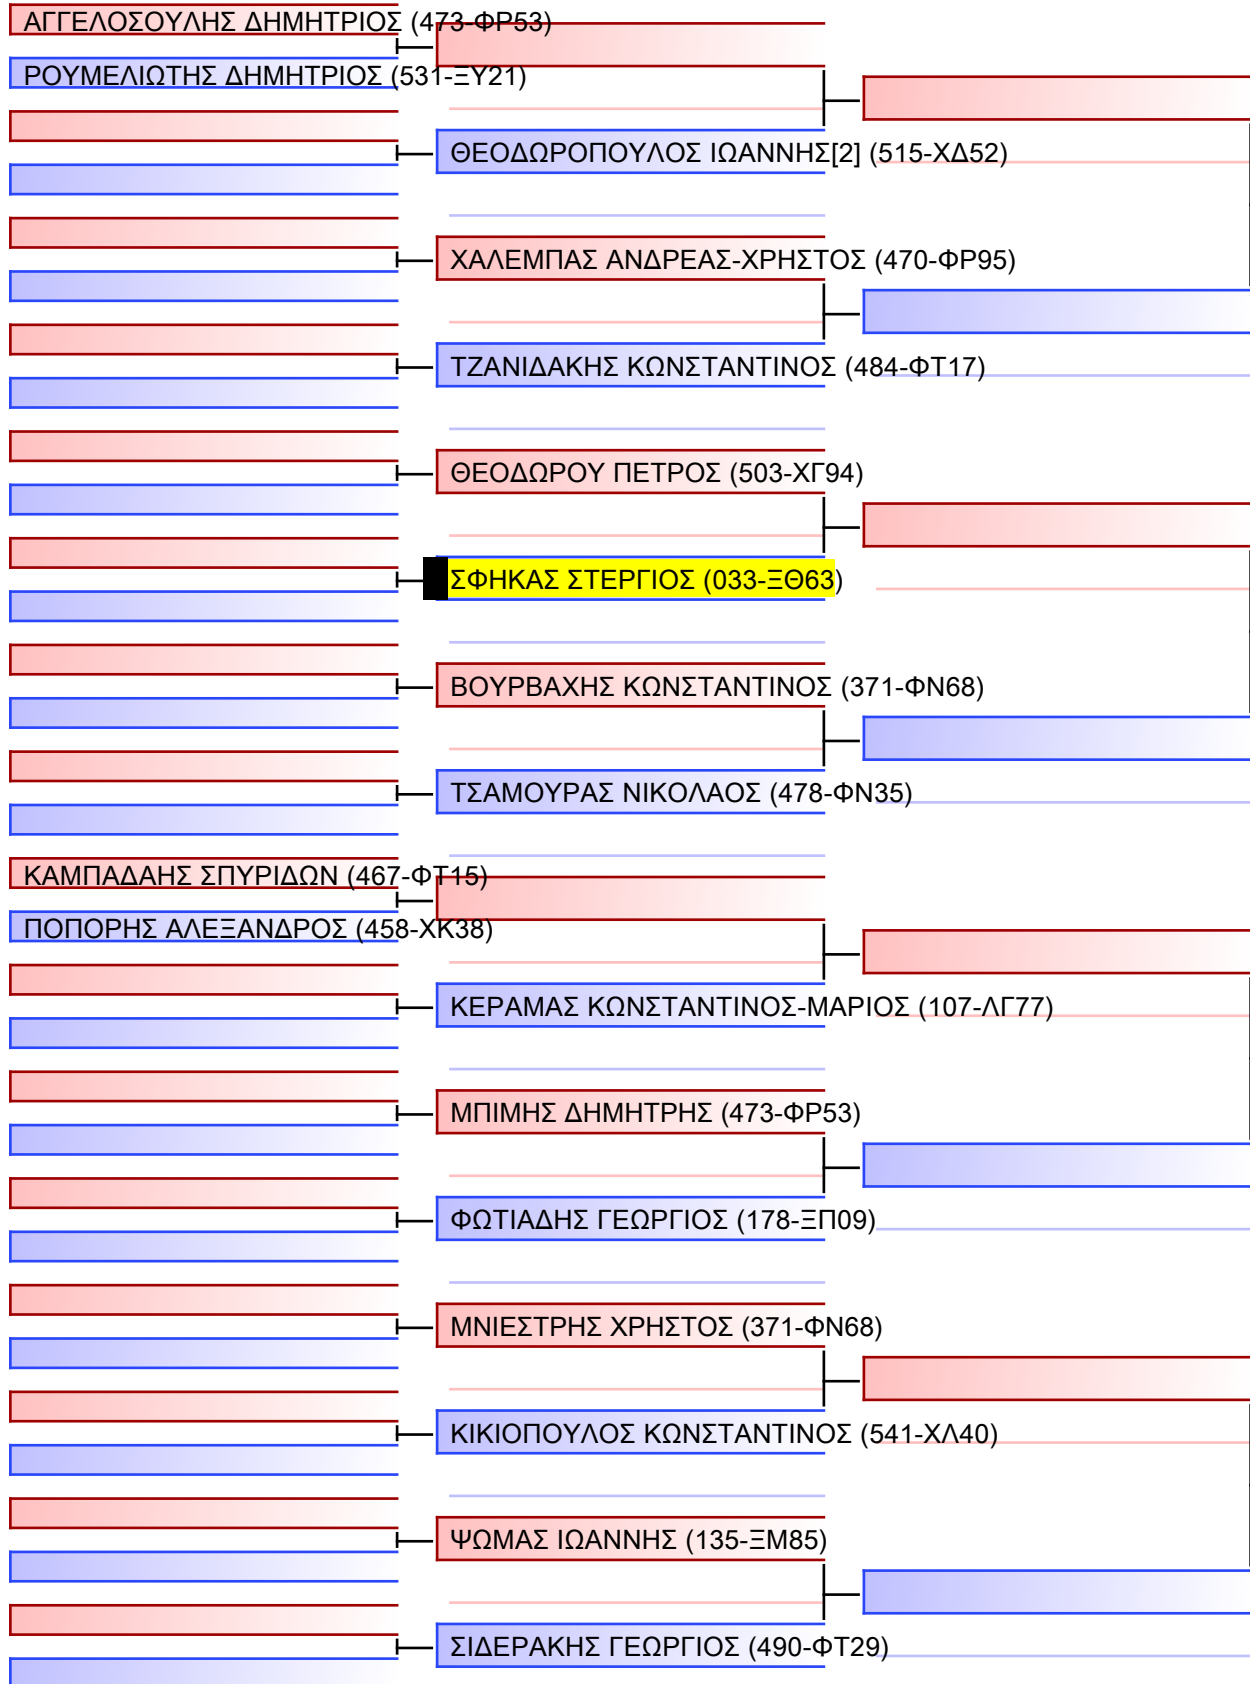 ΑΓΓΕΛΟΣΟΥΛΗΣ ΔΗΜΗΤΡΙΟΣ (473-ΦΡ53)
ΡΟΥΜΕΛΙΩΤΗΣ ΔΗΜΗΤΡΙΟΣ (531-ΞΥ21)
ΘΕΟΔΩΡΟΠΟΥΛΟΣ ΙΩΑΝΝΗΣ[2] (515-ΧΔ52)
ΧΑΛΕΜΠΑΣ ΑΝΔΡΕΑΣ-ΧΡΗΣΤΟΣ (470-ΦΡ95)
ΤΖΑΝΙΔΑΚΗΣ ΚΩΝΣΤΑΝΤΙΝΟΣ (484-ΦΤ17)
ΘΕΟΔΩΡΟΥ ΠΕΤΡΟΣ (503-ΧΓ94)
ΣΦΗΚΑΣ ΣΤΕΡΓΙΟΣ (033-ΞΘ63)
ΒΟΥΡΒΑΧΗΣ ΚΩΝΣΤΑΝΤΙΝΟΣ (371-ΦΝ68)
ΤΣΑΜΟΥΡΑΣ ΝΙΚΟΛΑΟΣ (478-ΦΝ35)
ΚΑΜΠΑΔΑΗΣ ΣΠΥΡΙΔΩΝ (467-ΦΤ15)
ΠΟΠΟΡΗΣ ΑΛΕΞΑΝΔΡΟΣ (458-ΧΚ38)
ΚΕΡΑΜΑΣ ΚΩΝΣΤΑΝΤΙΝΟΣ-ΜΑΡΙΟΣ (107-ΛΓ77)
ΜΠΙΜΗΣ ΔΗΜΗΤΡΗΣ (473-ΦΡ53)
ΦΩΤΙΑΔΗΣ ΓΕΩΡΓΙΟΣ (178-ΞΠ09)
ΜΝΙΕΣΤΡΗΣ ΧΡΗΣΤΟΣ (371-ΦΝ68)
ΚΙΚΙΟΠΟΥΛΟΣ ΚΩΝΣΤΑΝΤΙΝΟΣ (541-ΧΛ40)
ΨΩΜΑΣ ΙΩΑΝΝΗΣ (135-ΞΜ85)
ΣΙΔΕΡΑΚΗΣ ΓΕΩΡΓΙΟΣ (490-ΦΤ29)